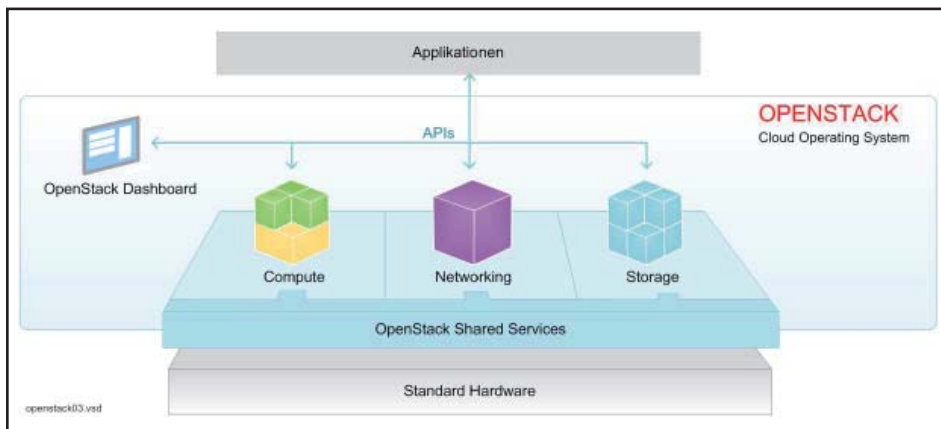 Applikationen
OPENSTACK
Cloud Operating System
APIs
OpenStack Dashboard
Compute
Networking
Storage
OpenStack Shared Services
Standard Hardware
openstack03.vsd